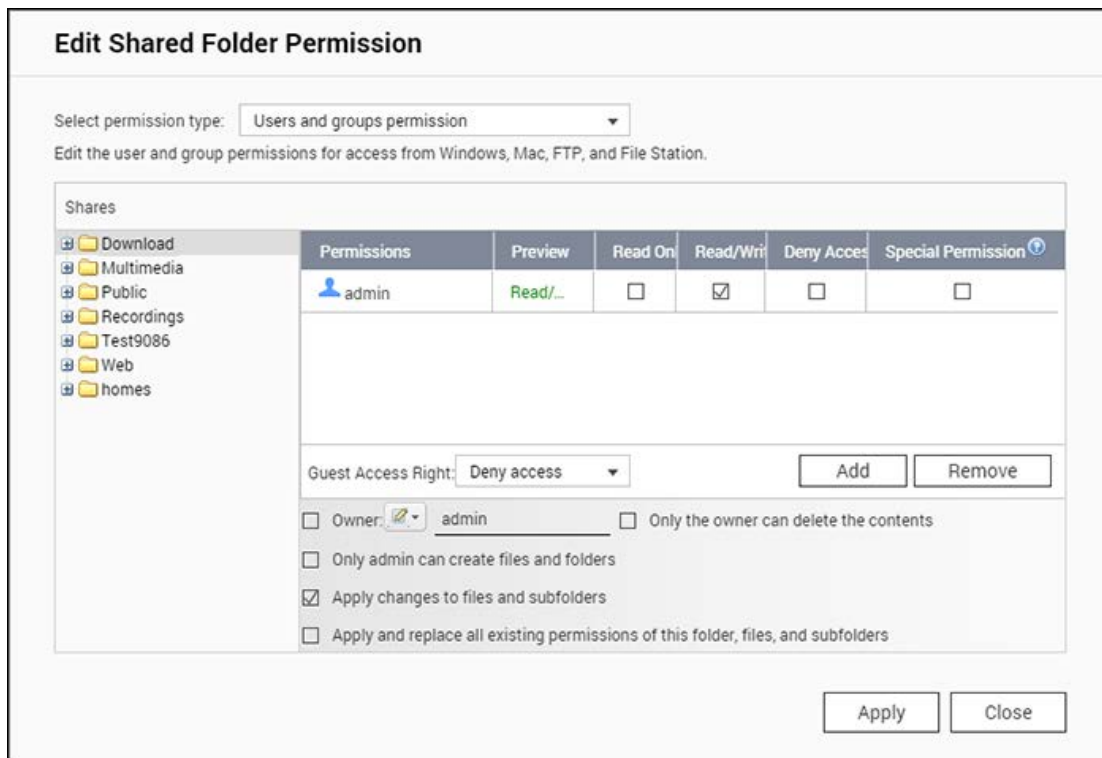 Edit Shared Folder Permission
Select permission type: Users and groups permission
Edit the user and group permissions for access from Windows, Mac, FTP, and File Station.
Shares
Download
Multimedia
Public
Recordings
Test9086
Web
homes
Permissions Preview Read On Read/Writ Deny Acces Special Permission
admin Read/...
Guest Access Right: Deny access Add Remove
Owner: admin Only the owner can delete the contents
Only admin can create files and folders
Apply changes to files and subfolders
Apply and replace all existing permissions of this folder, files, and subfolders
Apply Close